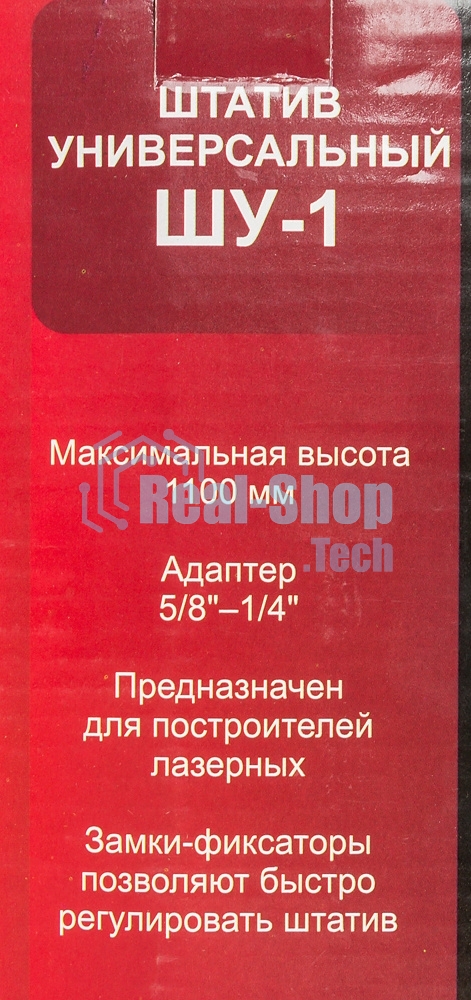 ШТАТИВ
УНИВЕРСАЛЬНЫЙ
ШУ-1
Максимальная высота
1100 мм
Real-Shop
.Tech
Адаптер
5/8"–1/4"
Предназначен
для построителей
лазерных
Замки-фиксаторы
позволяют быстро
регулировать штатив